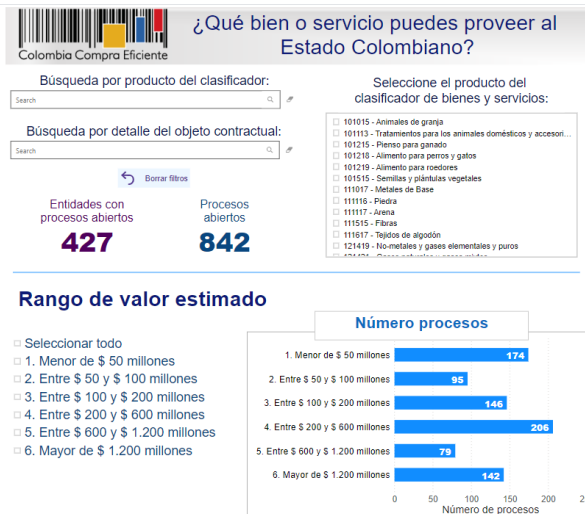 Colombia Compra Eficiente
¿Qué bien o servicio puedes proveer al
Estado Colombiano?
Búsqueda por producto del clasificador:
Search
Búsqueda por detalle del objeto contractual:
Search
Borrar filtros
Entidades con
procesos abiertos
427
Procesos
abiertos
842
Seleccione el producto del
clasificador de bienes y servicios:
101015 - Animales de granja
101113 - Tratamientos para los animales domésticos y accesori...
101215 - Pienso para ganado
101218 - Alimento para perros y gatos
101219 - Alimento para roedores
101515 - Semillas y plántulas vegetales
111017 - Metales de Base
111116 - Piedra
111117 - Arena
111515 - Fibras
111617 - Tejidos de algodón
121419 - No-metales y gases elementales y puros
Rango de valor estimado
Seleccionar todo
1. Menor de $ 50 millones
2. Entre $ 50 y $ 100 millones
3. Entre $ 100 y $ 200 millones
4. Entre $ 200 y $ 600 millones
5. Entre $ 600 y $ 1.200 millones
6. Mayor de $ 1.200 millones
Número procesos
1. Menor de $ 50 millones 174
2. Entre $ 50 y $ 100 millones 95
3. Entre $ 100 y $ 200 millones 146
4. Entre $ 200 y $ 600 millones 206
5. Entre $ 600 y $ 1.200 millones 79
6. Mayor de $ 1.200 millones 142
0 50 100 150 200
Número de procesos